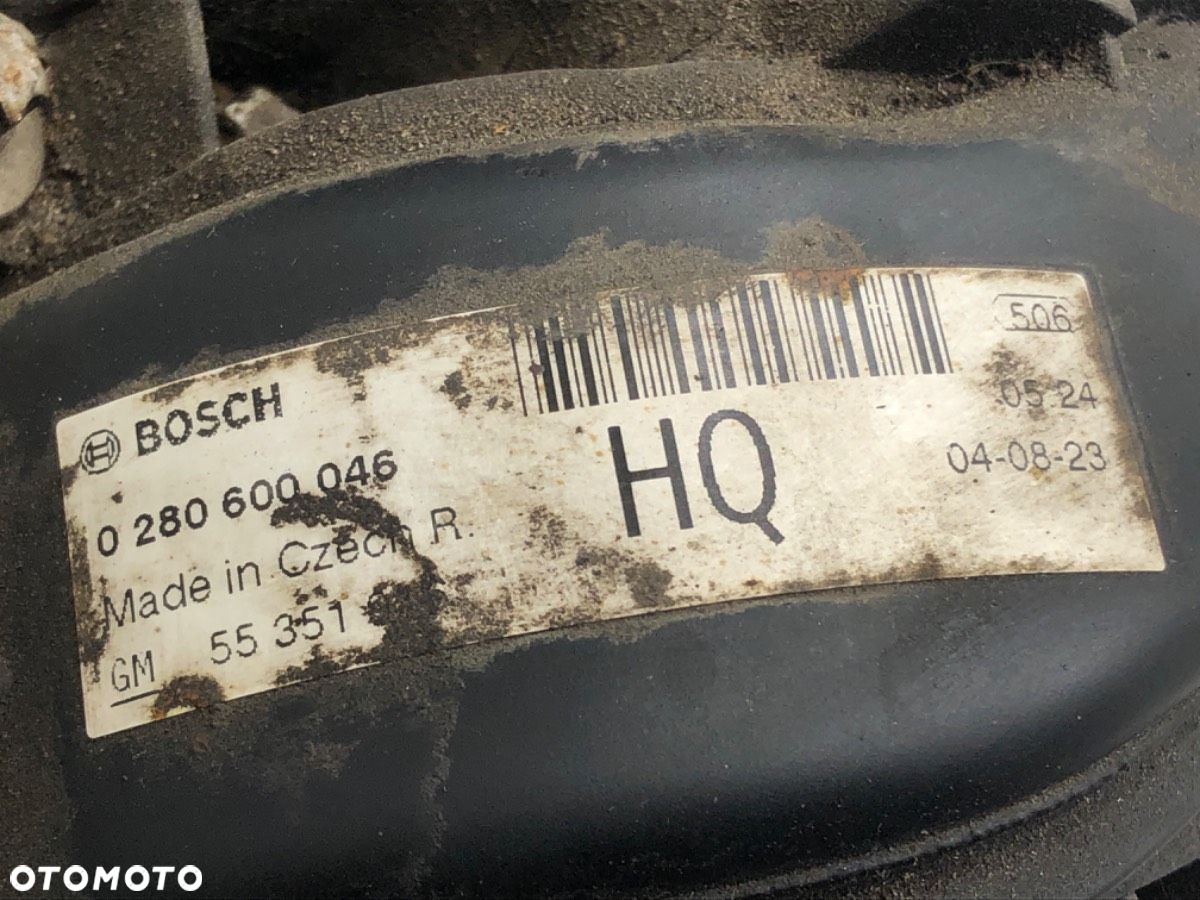 BOSCH
0 280 600 046
Made in Czech R.
GM 55 351
HQ
506
05 24
04-08-23
OTOMOTO